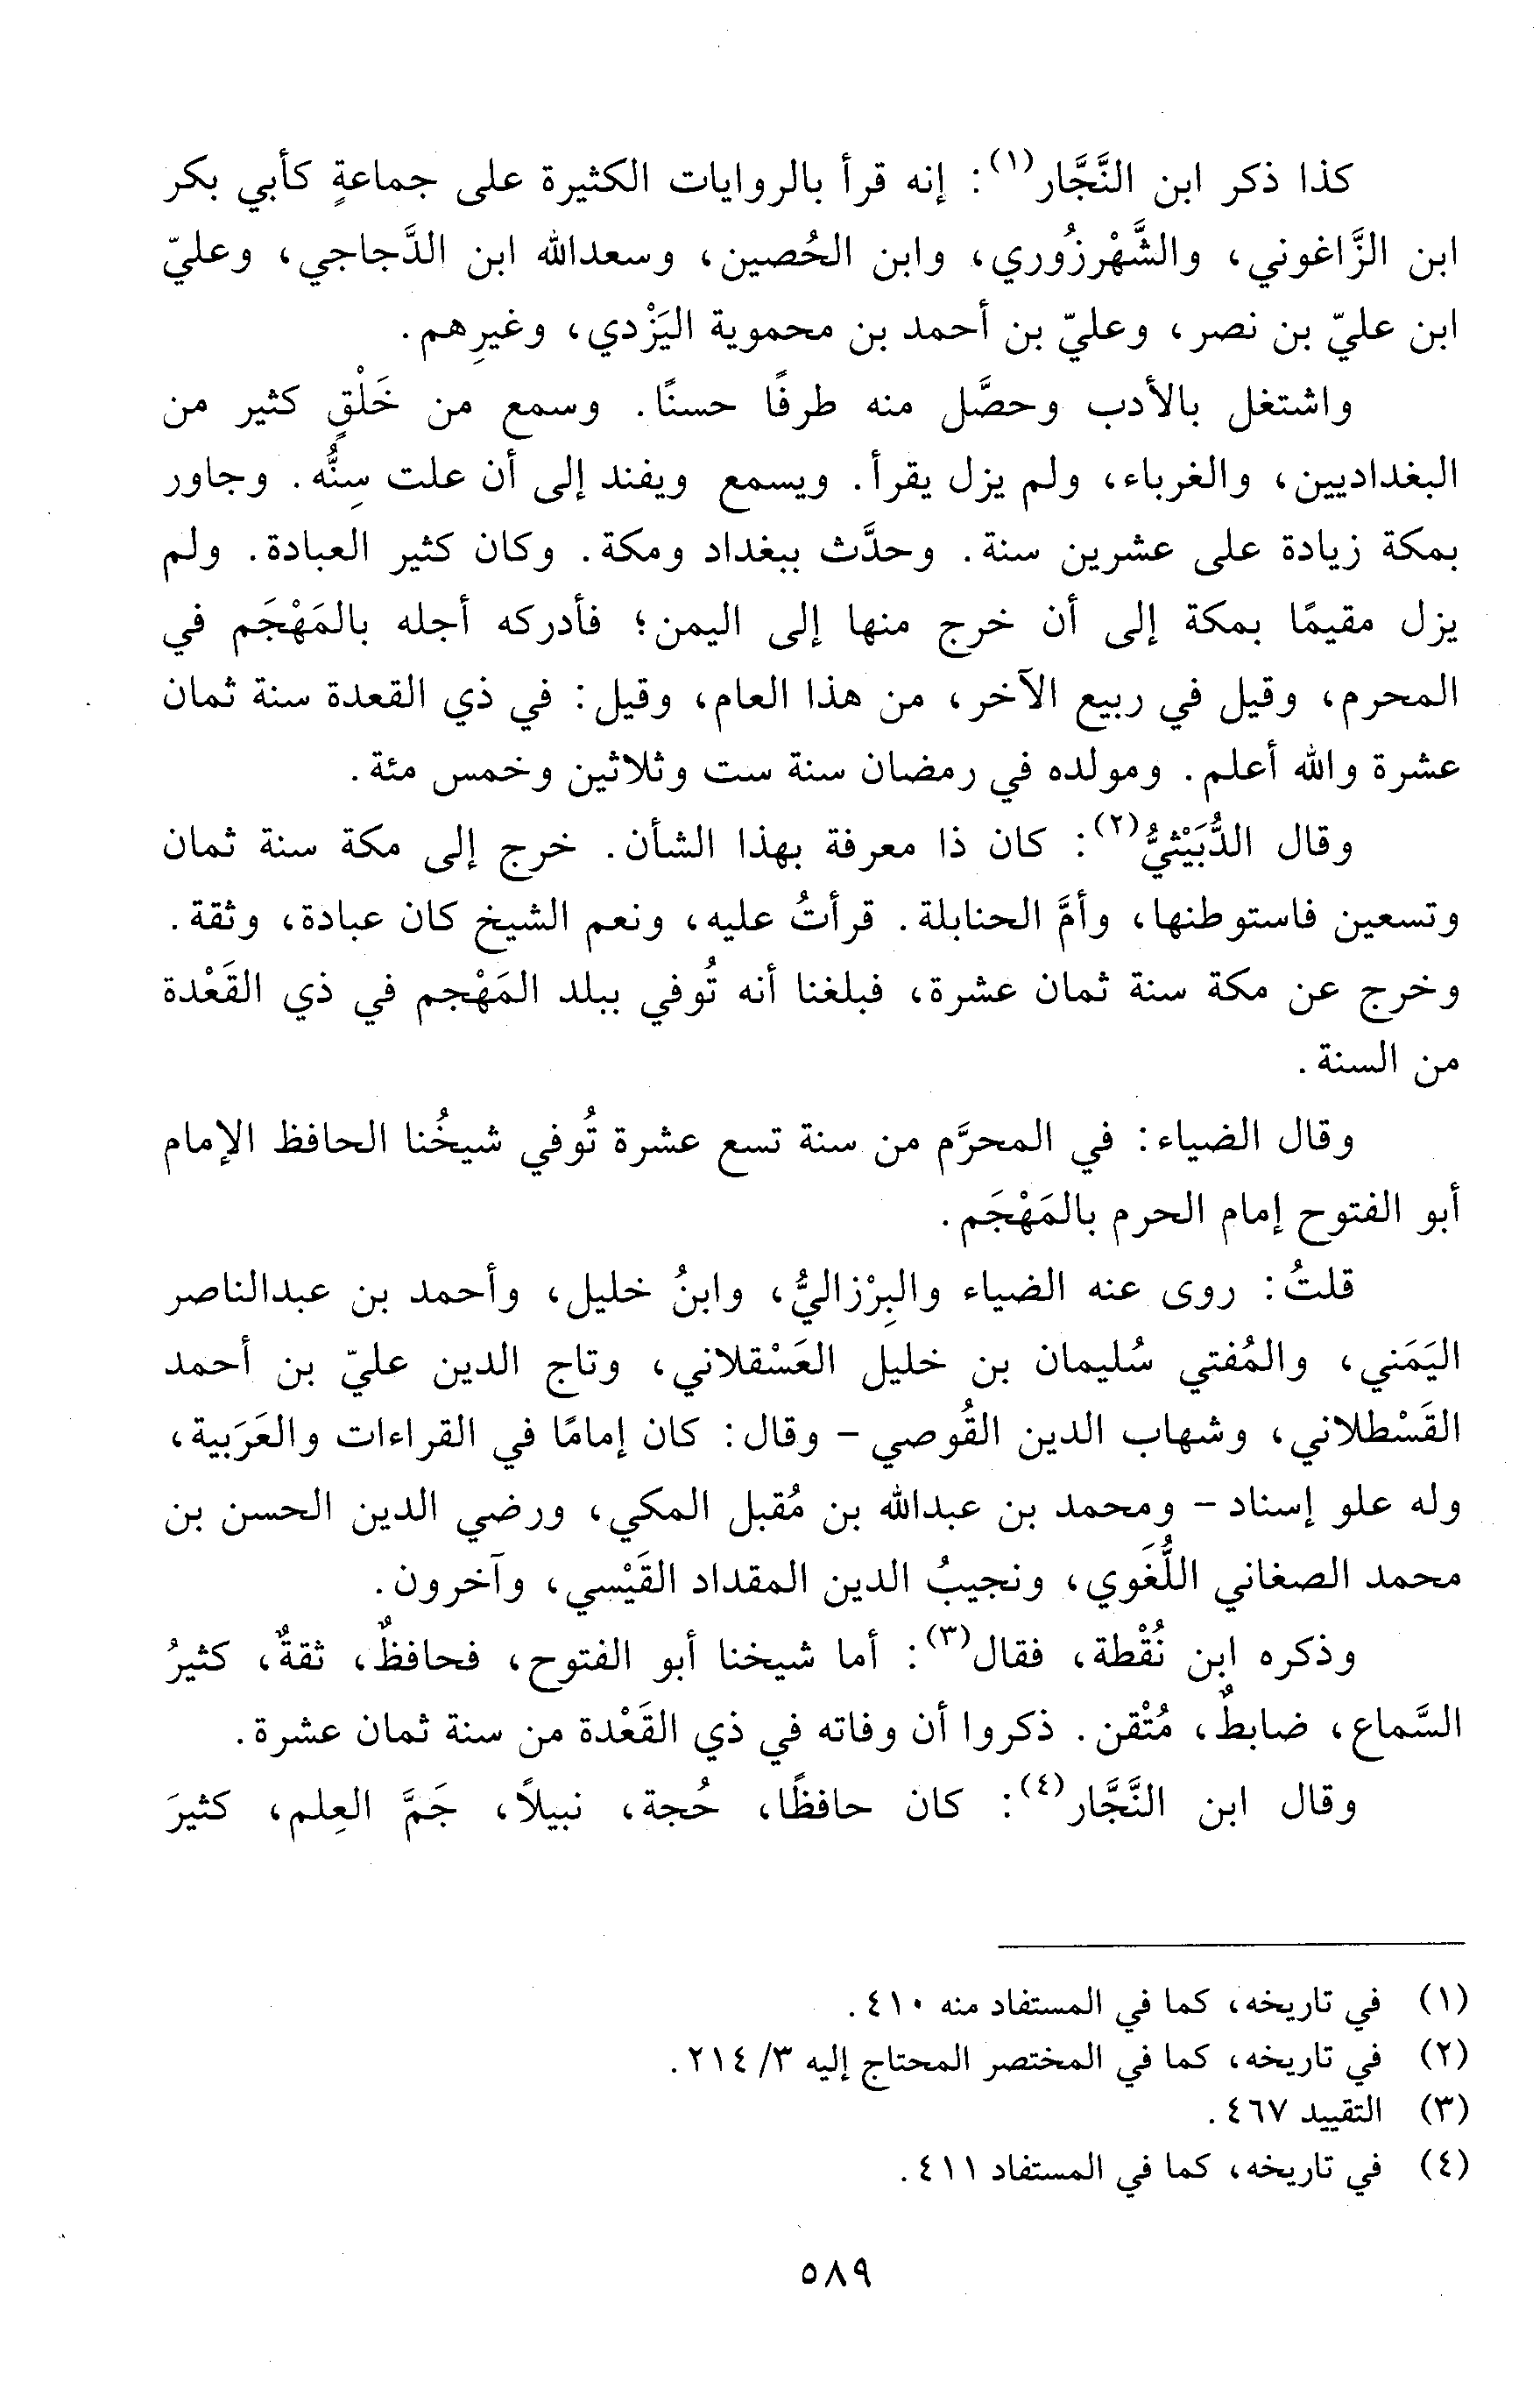 كذا ذكر ابن النَّجَّار(١): إنه قرأ بالروايات الكثيرة على جماعةٍ كأبي بكر
ابن الزَّاغوني، والشَّهْرزُوري، وابن الحُصين، وسعدالله ابن الدَّجاجي، وعليّ
ابن عليّ بن نصر، وعليّ بن أحمد بن محموية اليَزْدي، وغيرِهم.
واشتغل بالأدب وحصَّل منه طرفًا حسنًا. وسمع من خَلْقٍ كثير من
البغداديين، والغرباء، ولم يزل يقرأ. ويسمع ويفند إلى أن علت سِنُّه. وجاور
بمكة زيادة على عشرين سنة. وحدَّث ببغداد ومكة. وكان كثير العبادة. ولم
يزل مقيمًا بمكة إلى أن خرج منها إلى اليمن؛ فأدركه أجله بالمَهْجَم في
المحرم، وقيل في ربيع الآخر، من هذا العام، وقيل: في ذي القعدة سنة ثمان
عشرة والله أعلم. ومولده في رمضان سنة ست وثلاثين وخمس مئة.
وقال الدُّبَيْثيُّ(٢): كان ذا معرفة بهذا الشأن. خرج إلى مكة سنة ثمان
وتسعين فاستوطنها، وأمَّ الحنابلة. قرأتُ عليه، ونعم الشيخ كان عبادة، وثقة.
وخرج عن مكة سنة ثمان عشرة، فبلغنا أنه تُوفي ببلد المَهْجم في ذي القَعْدة
من السنة.
وقال الضياء: في المحرَّم من سنة تسع عشرة تُوفي شيخُنا الحافظ الإمام
أبو الفتوح إمام الحرم بالمَهْجَم.
قلتُ: روى عنه الضياء والبِرْزاليُّ، وابنُ خليل، وأحمد بن عبدالناصر
اليَمَني، والمُفتي سُليمان بن خليل العَسْقلاني، وتاج الدين عليّ بن أحمد
القَسْطلاني، وشهاب الدين القُوصي - وقال: كان إمامًا في القراءات والعَرَبية،
وله علو إسناد - ومحمد بن عبدالله بن مُقبل المكي، ورضي الدين الحسن بن
محمد الصغاني اللُّغَوي، ونجيبُ الدين المقداد القَيْسي، وآخرون.
وذكره ابن نُقْطة، فقال(٣): أما شيخنا أبو الفتوح، فحافظٌ، ثقةٌ، كثيرُ
السَّماع، ضابطٌ، مُتْقن. ذكروا أن وفاته في ذي القَعْدة من سنة ثمان عشرة.
وقال ابن النَّجَّار(٤): كان حافظًا، حُجة، نبيلاً، جَمَّ العِلم، كثيرَ
(١) في تاريخه، كما في المستفاد منه ٤١٠.
(٢) في تاريخه، كما في المختصر المحتاج إليه ٣/ ٢١٤.
(٣) التقييد ٤٦٧.
(٤) في تاريخه، كما في المستفاد ٤١١.
٥٨٩